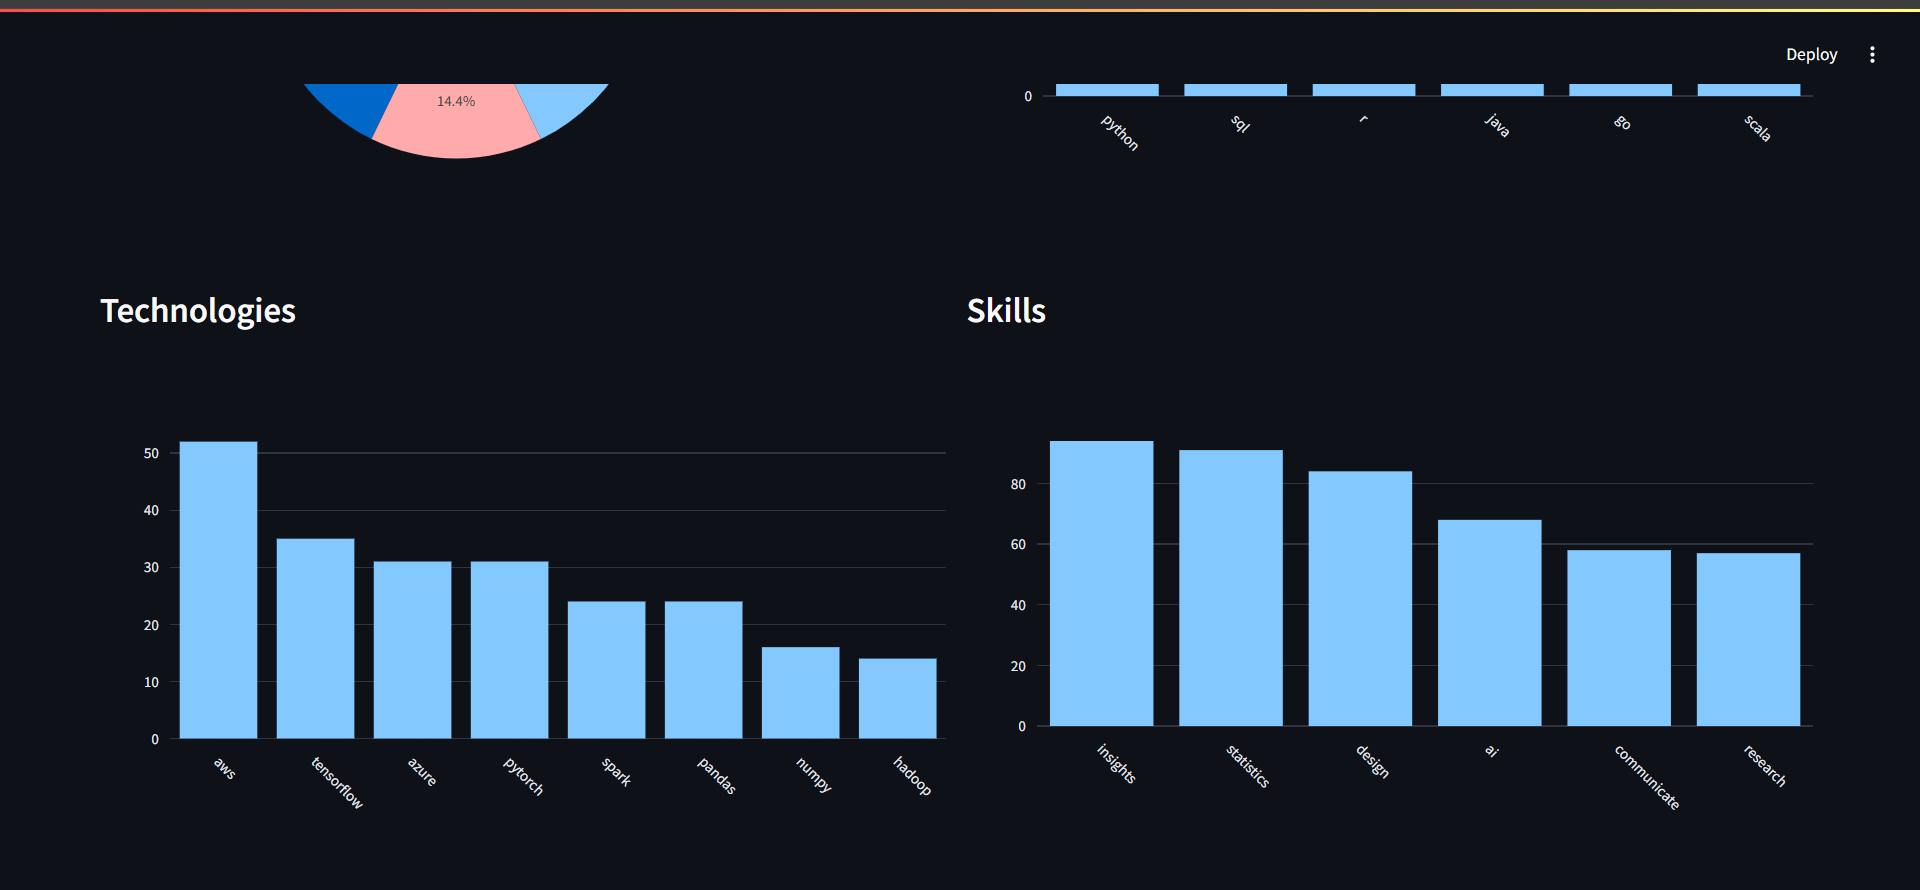 Deploy
14.4%
0
python sql r java go scala
Technologies
Skills
50
40
30
20
10
0
aws tensorflow azure pytorch spark pandas numpy hadoop
80
60
40
20
0
insights statistics design ai communicate research